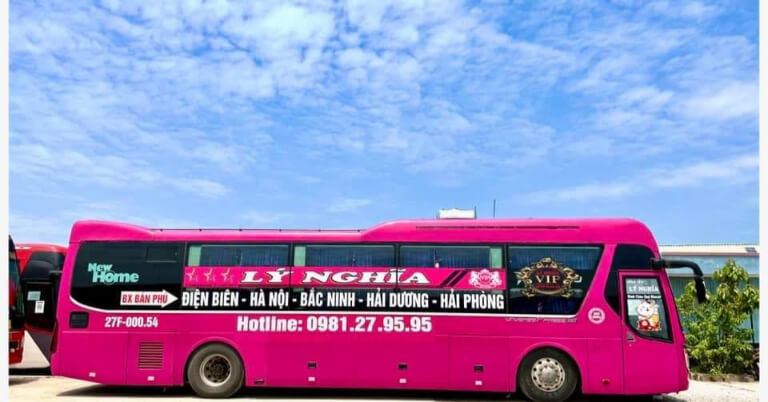 New
Home
LÝ NGHĨA
VIP
BX BẢN PHỦ
ĐIỆN BIÊN - HÀ NỘI - BẮC NINH - HẢI DƯƠNG - HẢI PHÒNG
27F-000.54
Hotline: 0981.27.95.95
LÝ NGHĨA